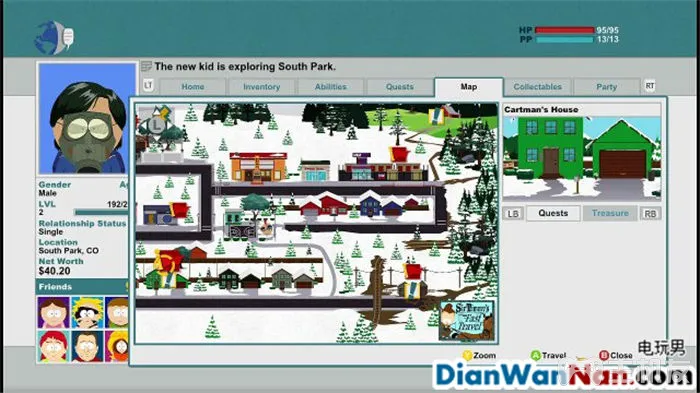 HP 95/95
PP 13/13
The new kid is exploring South Park.
LT Home Inventory Abilities Quests Map Collectables Party RT
Cartman's House
Gender
Male
LVL 192/2
2
Relationship Status
Single
Location
South Park, CO
Net Worth
$40.20
Friends
LB Quests Treasure RB
L
Fast Travel
Y Zoom A Travel B Close
电玩男
DianWanNan.com